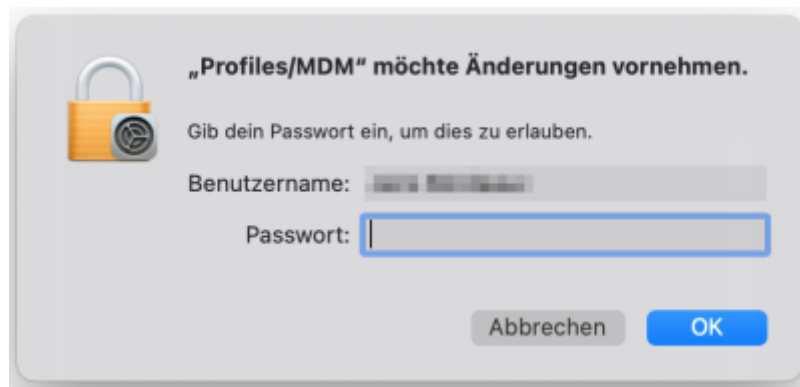 „Profiles/MDM“ möchte Änderungen vornehmen.
Gib dein Passwort ein, um dies zu erlauben.
Benutzername:
Passwort:
Abbrechen OK